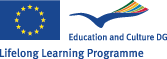 Education and Culture DG
Lifelong Learning Programme